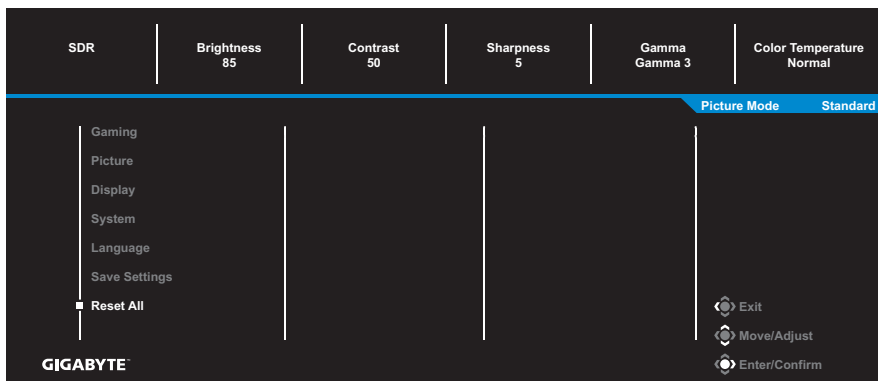 SDR
Brightness
85
Contrast
50
Sharpness
5
Gamma
Gamma 3
Color Temperature
Normal
Picture Mode Standard
Gaming
Picture
Display
System
Language
Save Settings
Reset All
Exit
Move/Adjust
Enter/Confirm
GIGABYTE™